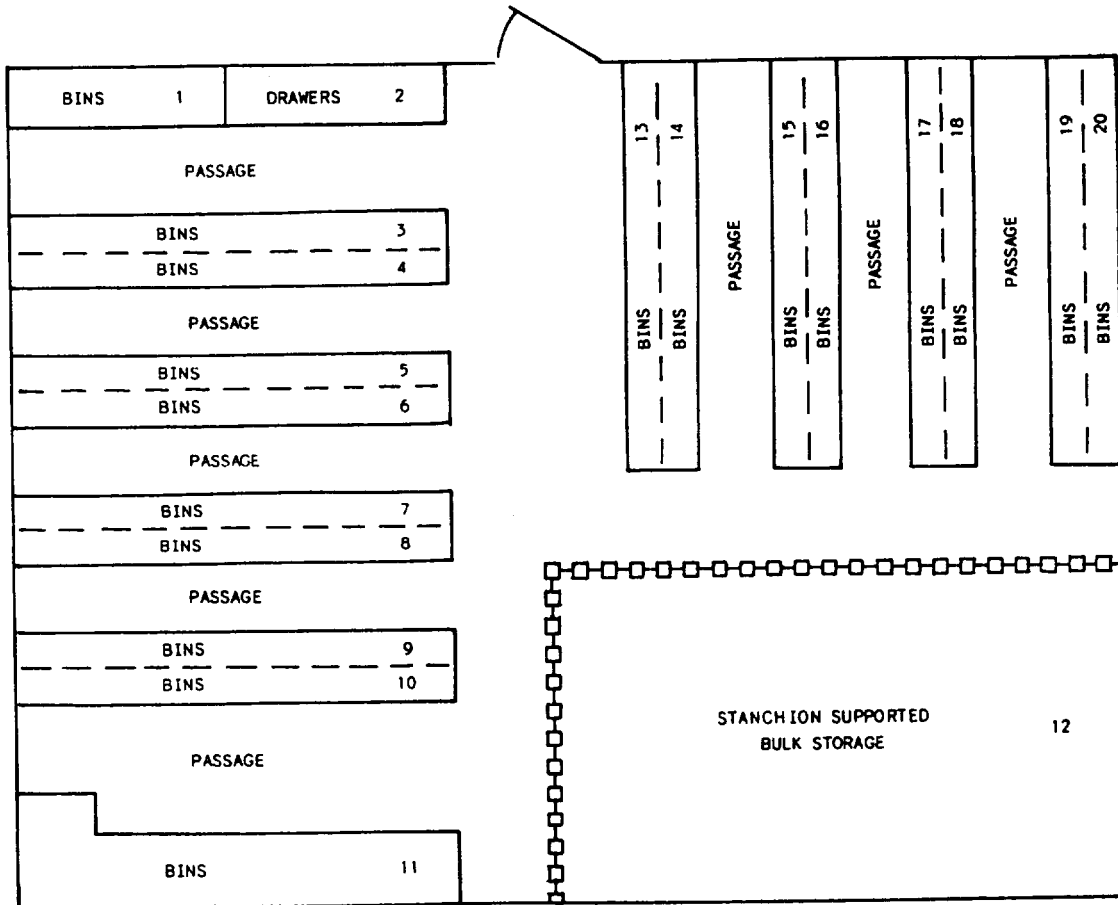 BINS 1 DRAWERS 2
PASSAGE
BINS 3
BINS 4
PASSAGE
BINS 5
BINS 6
PASSAGE
BINS 7
BINS 8
PASSAGE
BINS 9
BINS 10
PASSAGE
BINS 11
BINS 13
BINS 14
PASSAGE
BINS 15
BINS 16
PASSAGE
BINS 17
BINS 18
PASSAGE
BINS 19
BINS 20
STANCHION SUPPORTED
BULK STORAGE 12